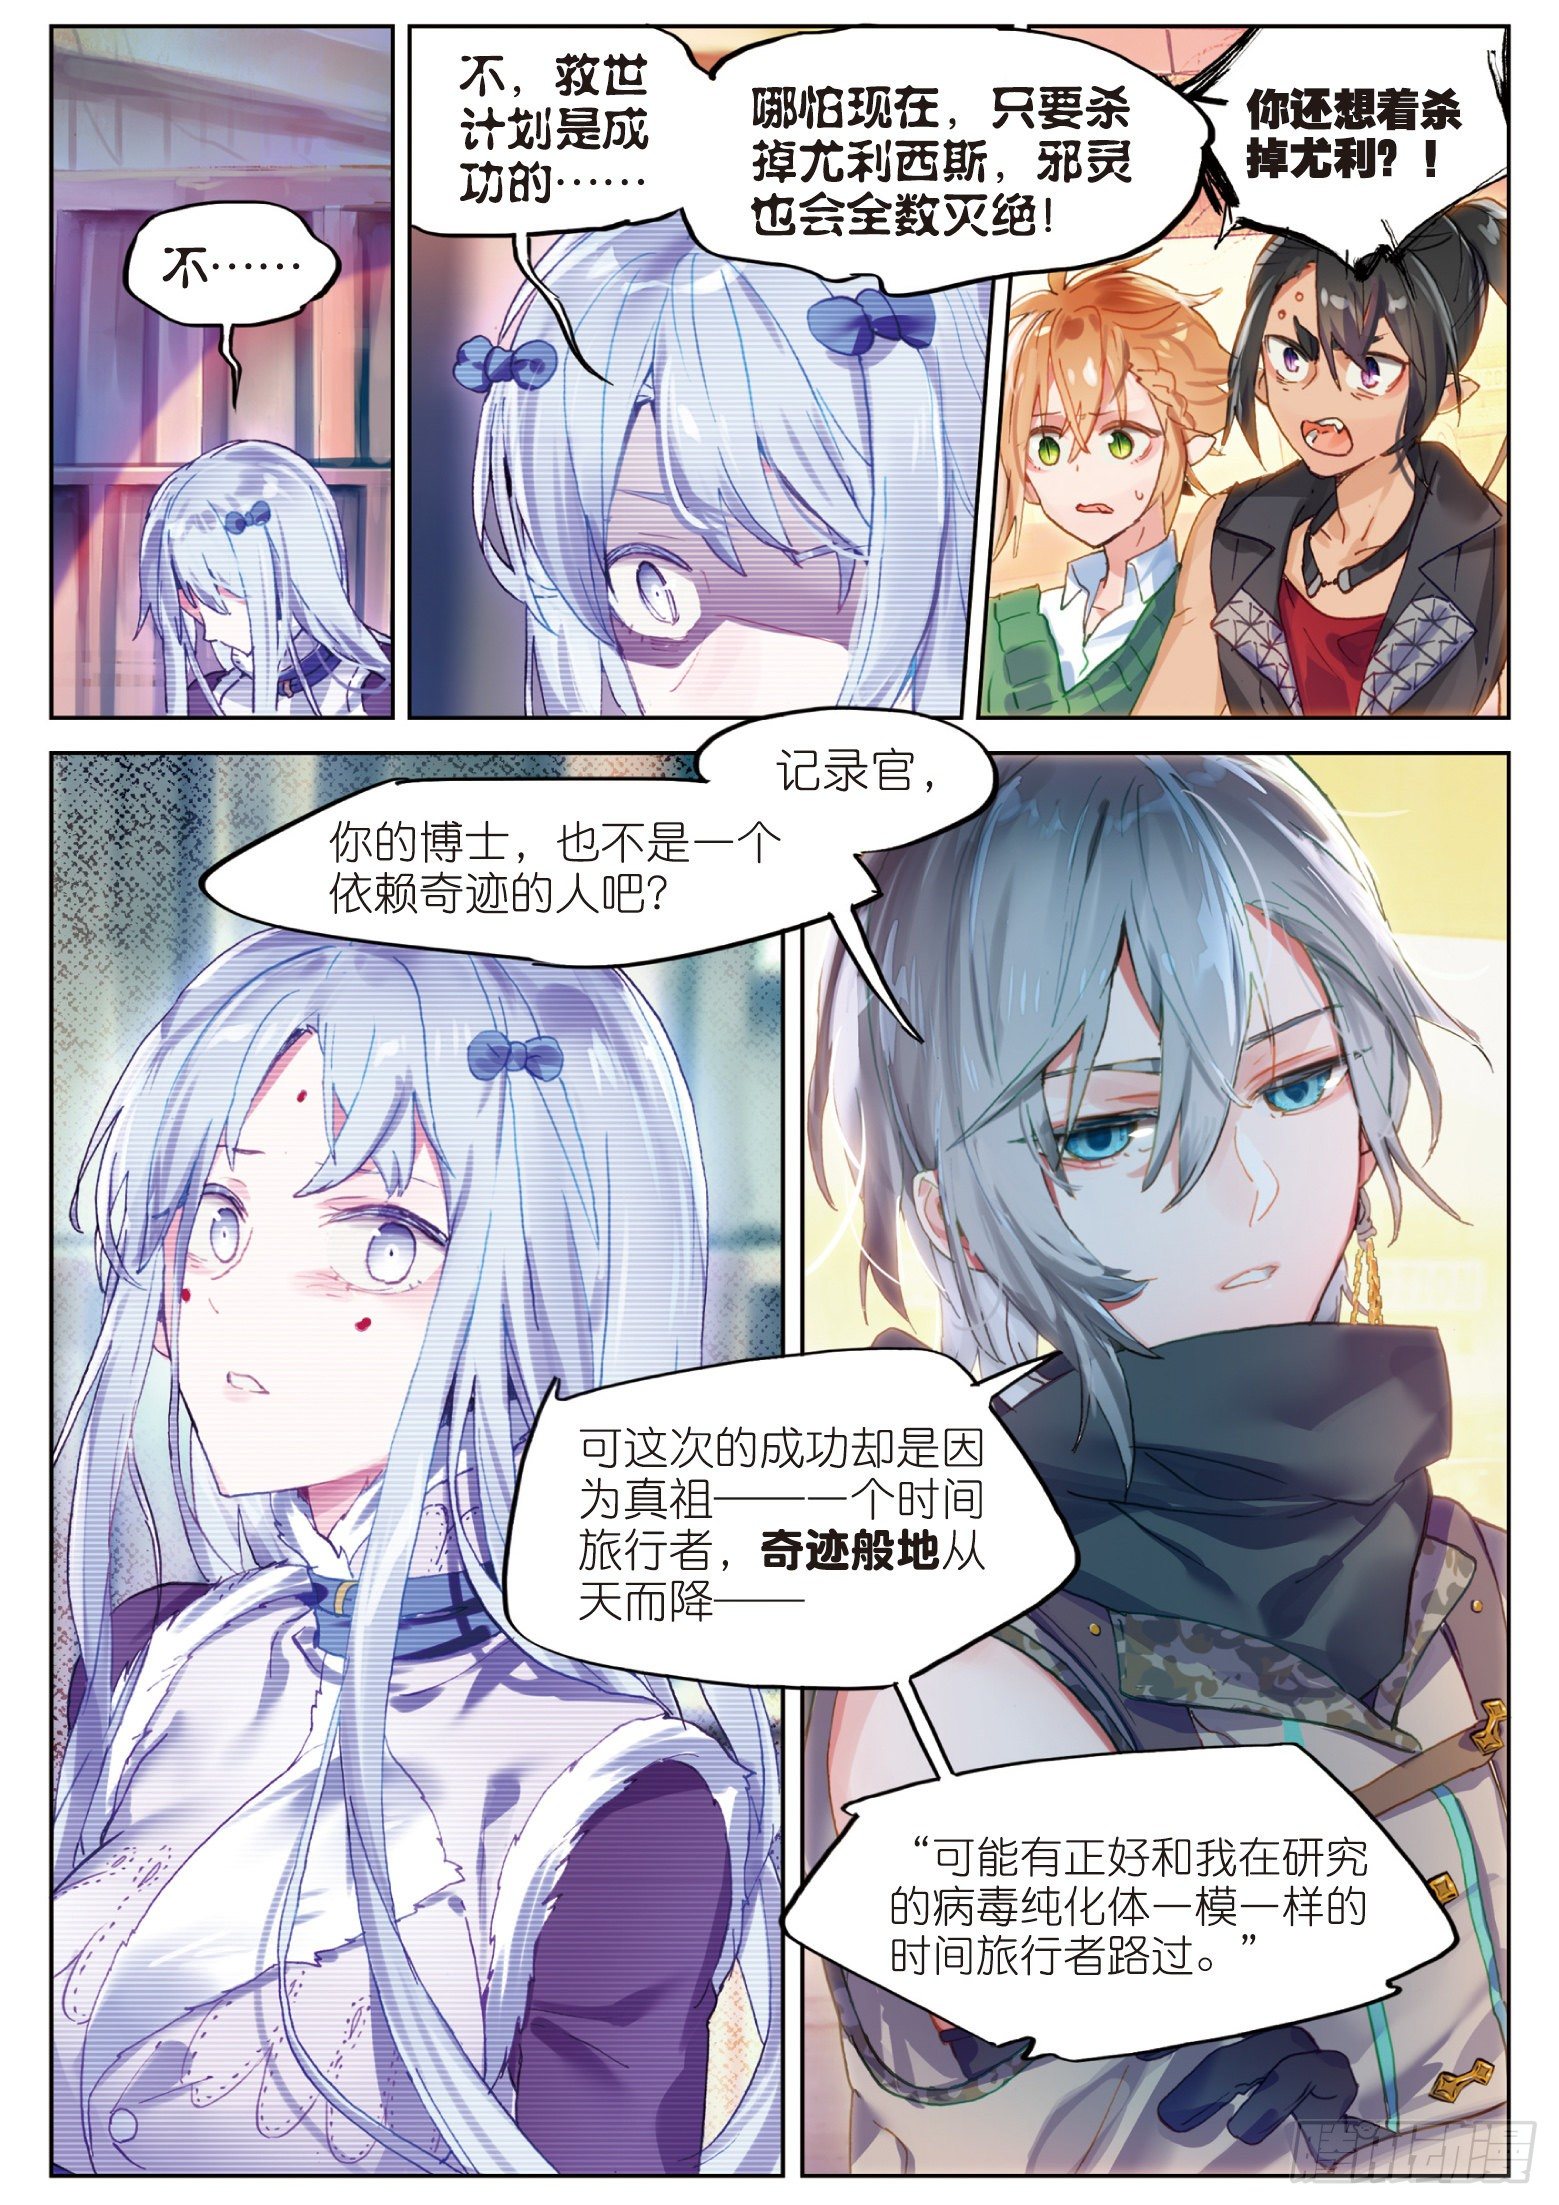 不……
不，救世
计划是成
功的……
哪怕现在，只要杀
掉尤利西斯，邪灵
也会全数灭绝！
你还想着杀
掉尤利？！
记录官，
你的博士，也不是一个
依赖奇迹的人吧？
可这次的成功却是因
为真祖——一个时间
旅行者，奇迹般地从
天而降——
“可能有正好和我在研究
的病毒纯化体一模一样的
时间旅行者路过。”
腾讯动漫